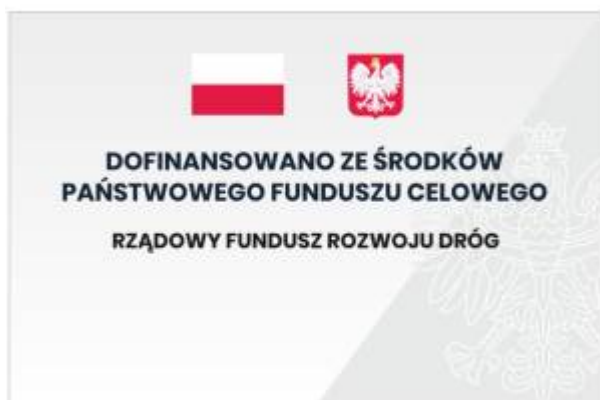 DOFINANSOWANO ZE ŚRODKÓW
PAŃSTWOWEGO FUNDUSZU CELOWEGO
RZĄDOWY FUNDUSZ ROZWOJU DRÓG